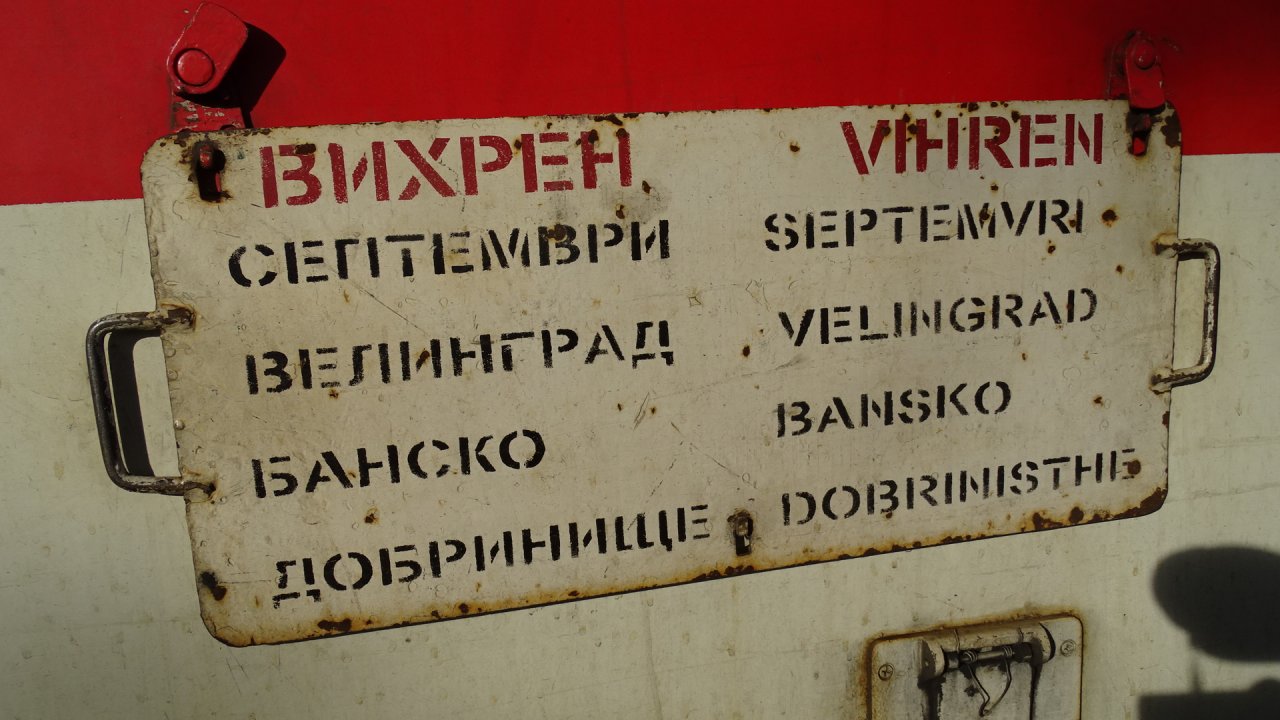 ВИХРЕН VIHREN
СЕПТЕМВРИ SEPTEMVRI
ВЕЛИНГРАД VELINGRAD
БАНСКО BANSKO
ДОБРИНИЩЕ DOBRINISTHE